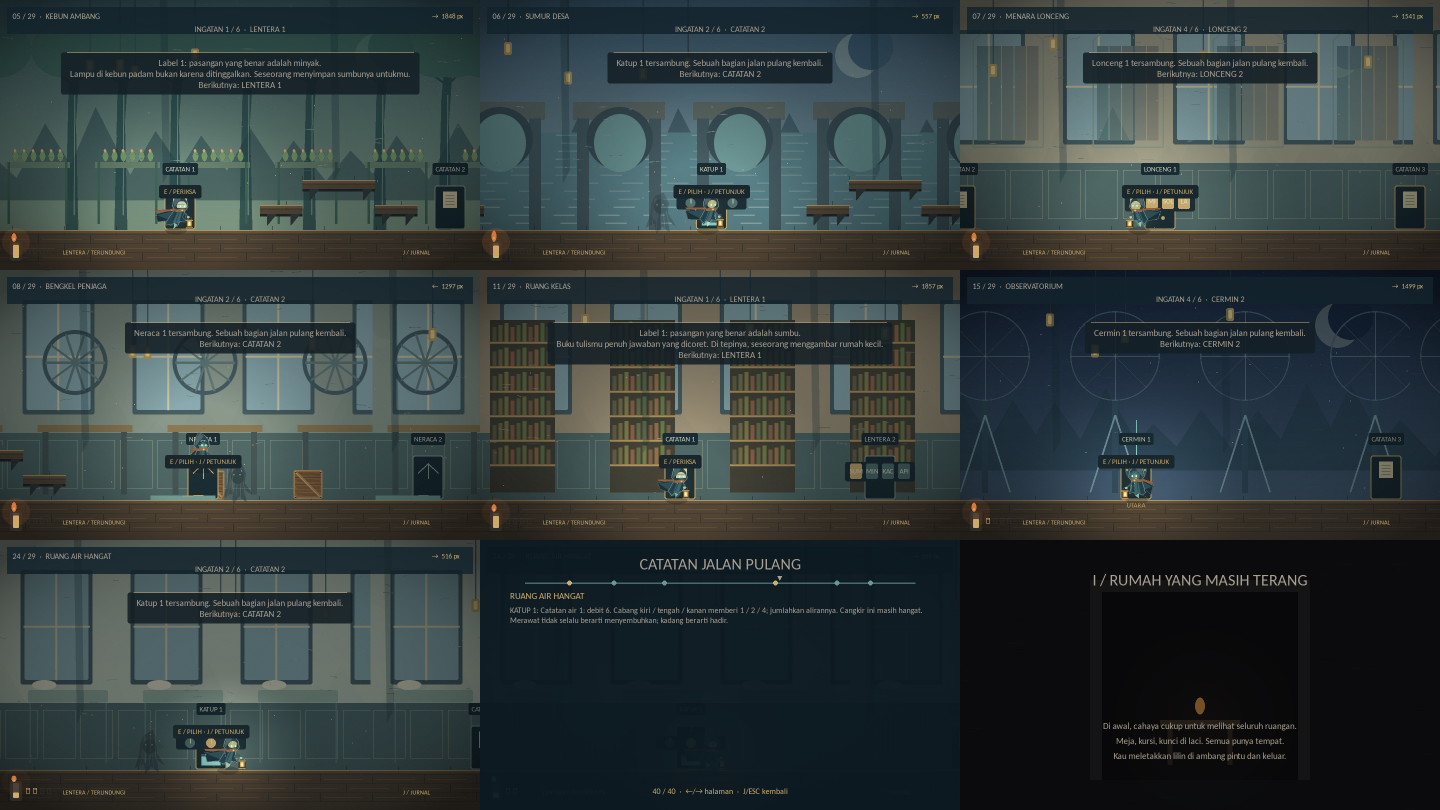 05 / 29 · KEBUN AMBANG
→ 1848 px
INGATAN 1 / 6 · LENTERA 1
Label 1: pasangan yang benar adalah minyak.
Lampu di kebun padam bukan karena ditinggalkan. Seseorang menyimpan sumbunya untukmu.
Berikutnya: LENTERA 1
CATATAN 1
CATATAN 2
E / PERIKSA
LENTERA / TERLINDUNGI
J / JURNAL
06 / 29 · SUMUR DESA
→ 557 px
INGATAN 2 / 6 · CATATAN 2
Katup 1 tersambung. Sebuah bagian jalan pulang kembali.
Berikutnya: CATATAN 2
KATUP 1
E / PILIH · J / PETUNJUK
LENTERA / TERLINDUNGI
J / JURNAL
07 / 29 · MENARA LONCENG
→ 1541 px
INGATAN 4 / 6 · LONCENG 2
Lonceng 1 tersambung. Sebuah bagian jalan pulang kembali.
Berikutnya: LONCENG 2
LONCENG 1
CATATAN 3
E / PILIH · J / PETUNJUK
LENTERA / TERLINDUNGI
J / JURNAL
08 / 29 · BENGKEL PENJAGA
← 1297 px
INGATAN 2 / 6 · CATATAN 2
Neraca 1 tersambung. Sebuah bagian jalan pulang kembali.
Berikutnya: CATATAN 2
NERACA 2
E / PILIH · J / PETUNJUK
LENTERA / TERLINDUNGI
J / JURNAL
11 / 29 · RUANG KELAS
→ 1857 px
INGATAN 1 / 6 · LENTERA 1
Label 1: pasangan yang benar adalah sumbu.
Buku tulismu penuh jawaban yang dicoret. Di tepinya, seseorang menggambar rumah kecil.
Berikutnya: LENTERA 1
CATATAN 1
LENTERA 2
E / PERIKSA
API
LENTERA / TERLINDUNGI
J / JURNAL
15 / 29 · OBSERVATORIUM
→ 1499 px
INGATAN 4 / 6 · CERMIN 2
Cermin 1 tersambung. Sebuah bagian jalan pulang kembali.
Berikutnya: CERMIN 2
CERMIN 1
CATATAN 3
E / PILIH · J / PETUNJUK
UTARA
LENTERA / TERLINDUNGI
J / JURNAL
24 / 29 · RUANG AIR HANGAT
→ 516 px
INGATAN 2 / 6 · CATATAN 2
Katup 1 tersambung. Sebuah bagian jalan pulang kembali.
Berikutnya: CATATAN 2
KATUP 1
E / PILIH · J / PETUNJUK
LENTERA / TERLINDUNGI
J / JURNAL
CATATAN JALAN PULANG
RUANG AIR HANGAT
KATUP 1: Catatan air 1: debit 6. Cabang kiri / tengah / kanan memberi 1 / 2 / 4; jumlahkan alirannya. Cangkir ini masih hangat.
Merawat tidak selalu berarti menyembuhkan; kadang berarti hadir.
40 / 40 · ←/→ halaman · J/ESC kembali
I / RUMAH YANG MASIH TERANG
Di awal, cahaya cukup untuk melihat seluruh ruangan.
Meja, kursi, kunci di laci. Semua punya tempat.
Kau meletakkan lilin di ambang pintu dan keluar.